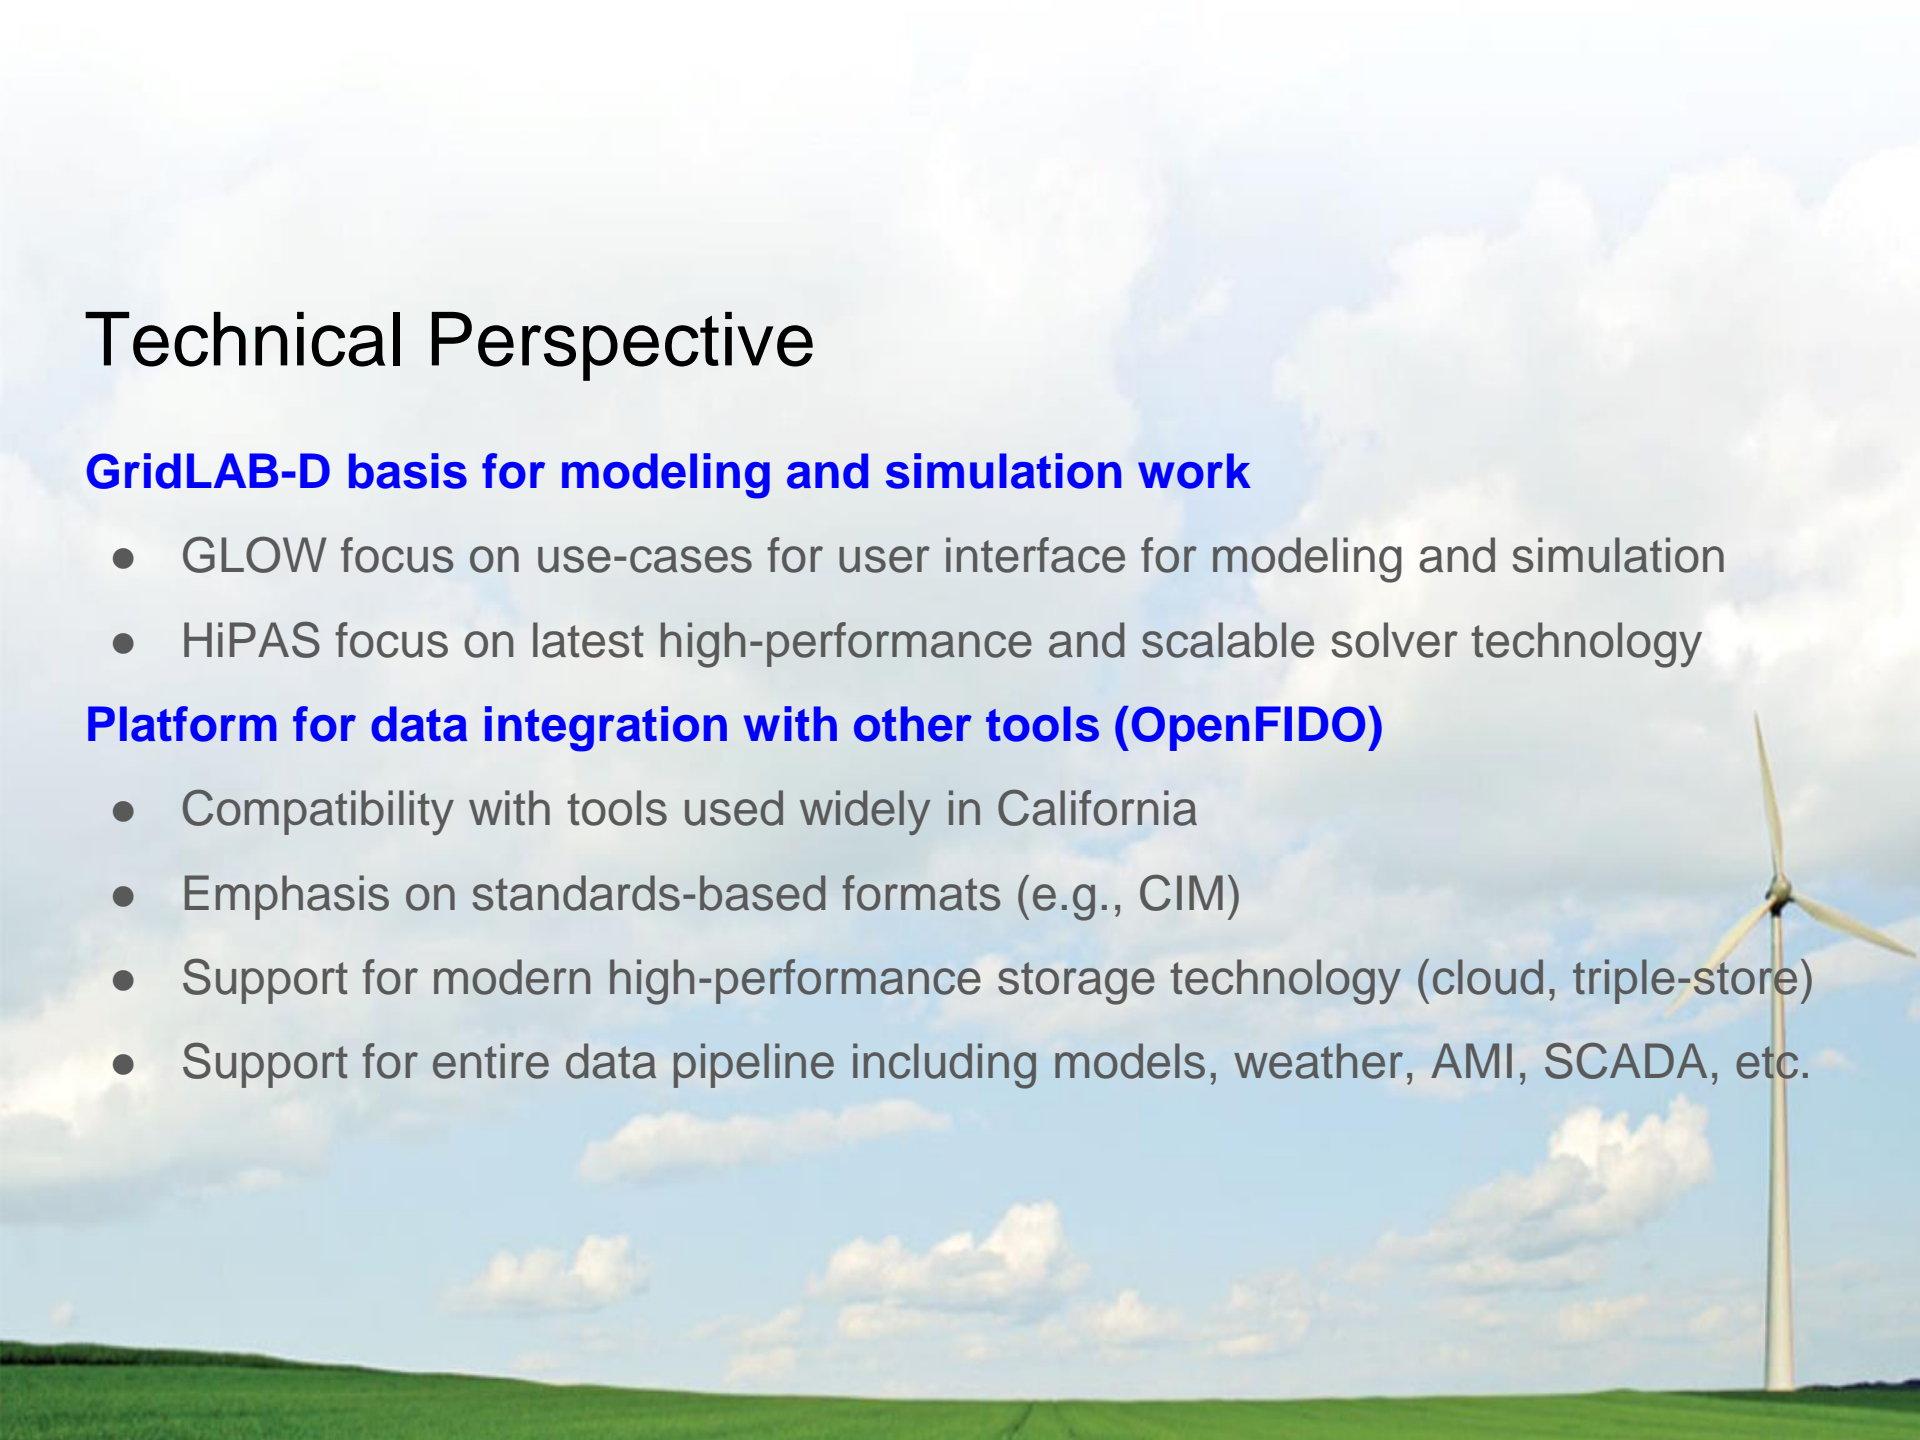 Technical Perspective
GridLAB-D basis for modeling and simulation work
● GLOW focus on use-cases for user interface for modeling and simulation
● HiPAS focus on latest high-performance and scalable solver technology
Platform for data integration with other tools (OpenFIDO)
● Compatibility with tools used widely in California
● Emphasis on standards-based formats (e.g., CIM)
● Support for modern high-performance storage technology (cloud, triple-store)
● Support for entire data pipeline including models, weather, AMI, SCADA, etc.